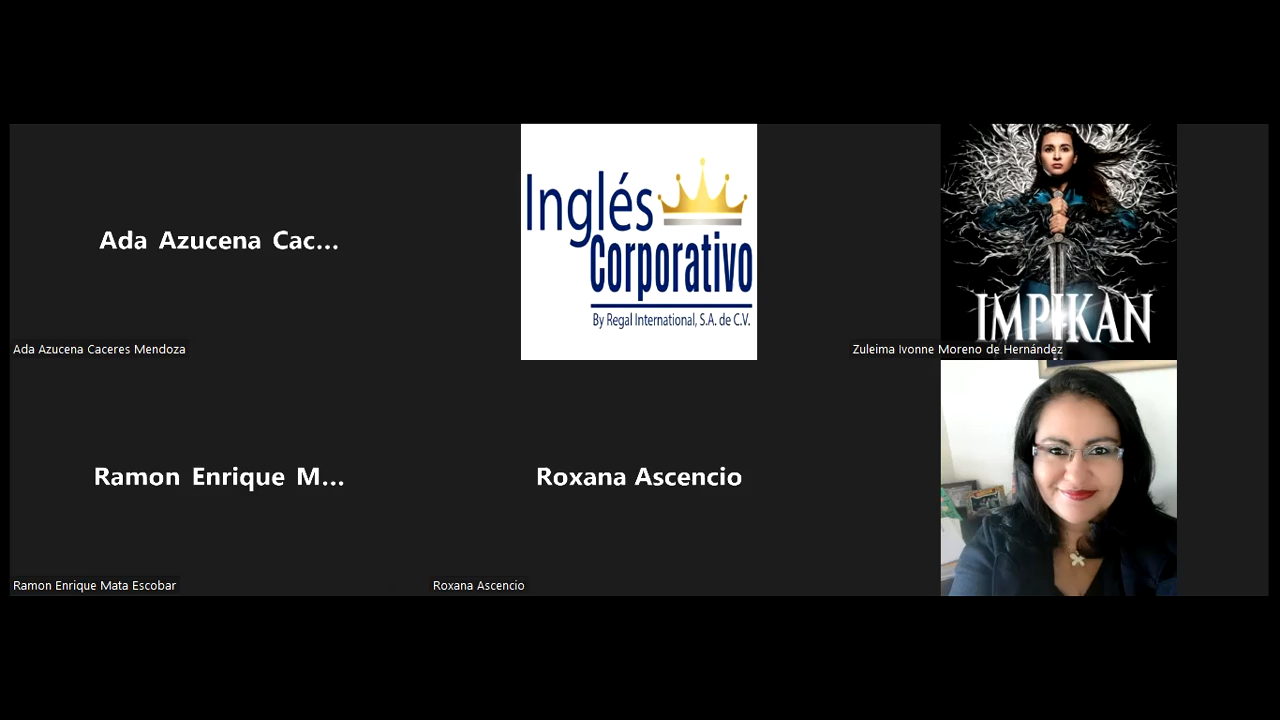 Ada Azucena Cac...
Ada Azucena Caceres Mendoza
Inglés
Corporativo
By Regal International, S.A. de C.V.
IMPIKAN
Zuleima Ivonne Moreno de Hernández
Ramon Enrique M...
Ramon Enrique Mata Escobar
Roxana Ascencio
Roxana Ascencio